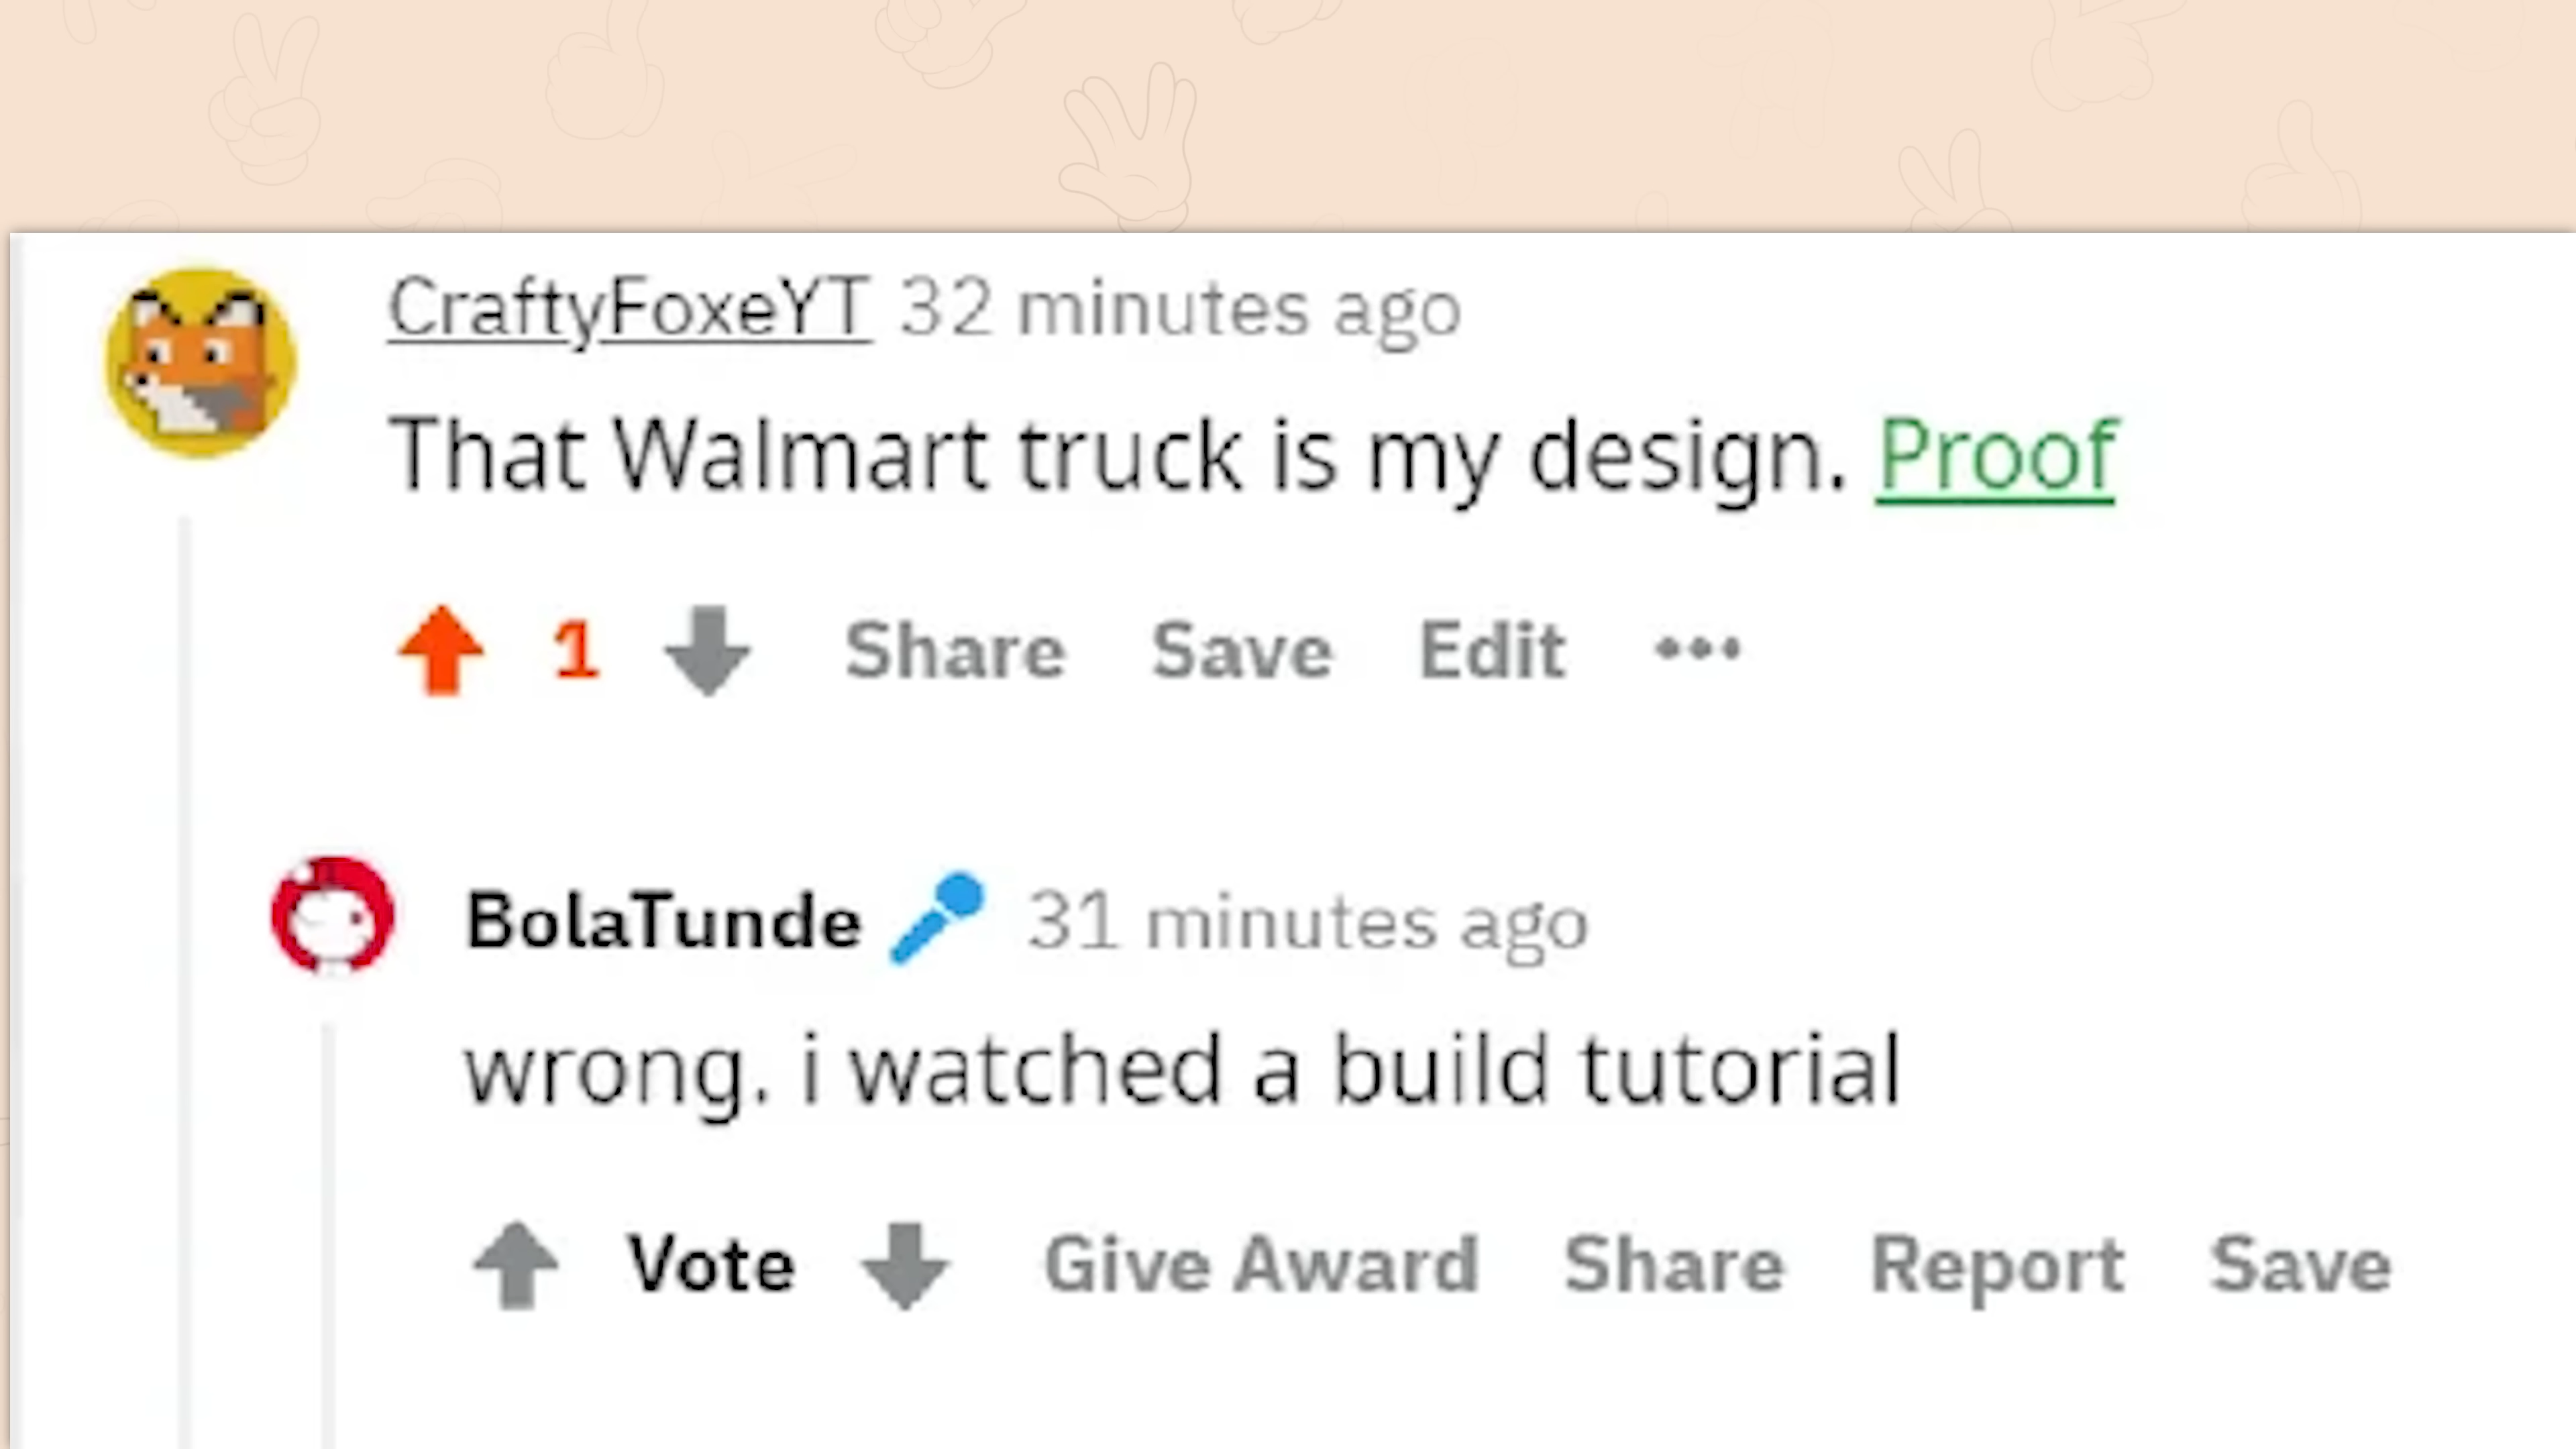 CraftyFoxeYT 32 minutes ago
That Walmart truck is my design. Proof
1 Share Save Edit •••
BolaTunde 31 minutes ago
wrong. i watched a build tutorial
Vote Give Award Share Report Save